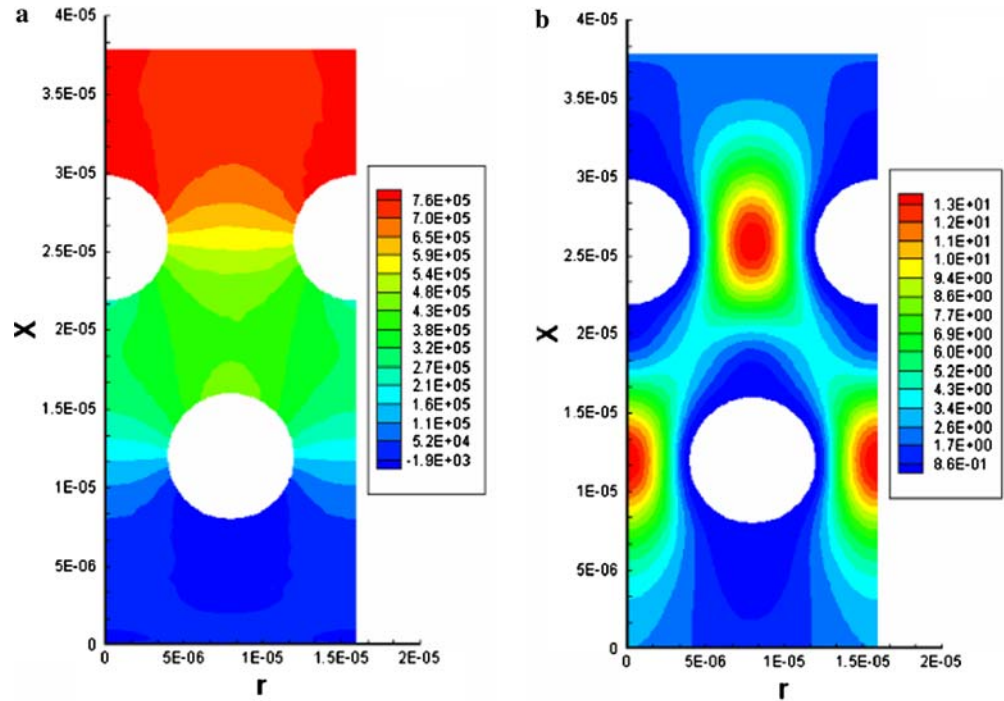 a
4E-05
3.5E-05
3E-05
2.5E-05
2E-05
1.5E-05
1E-05
5E-06
0
X
0
5E-06
1E-05
1.5E-05
2E-05
r
7.6E+05
7.0E+05
6.5E+05
5.9E+05
5.4E+05
4.8E+05
4.3E+05
3.8E+05
3.2E+05
2.7E+05
2.1E+05
1.6E+05
1.1E+05
5.2E+04
-1.9E+03
b
4E-05
3.5E-05
3E-05
2.5E-05
2E-05
1.5E-05
1E-05
5E-06
0
X
0
5E-06
1E-05
1.5E-05
2E-05
r
1.3E+01
1.2E+01
1.1E+01
1.0E+01
9.4E+00
8.6E+00
7.7E+00
6.9E+00
6.0E+00
5.2E+00
4.3E+00
3.4E+00
2.6E+00
1.7E+00
8.6E-01